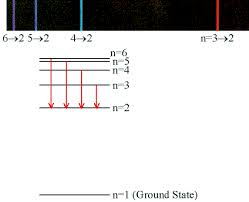 6→2 5→2 4→2 n=3→2
n=6
n=5
n=4
n=3
n=2
n=1 (Ground State)